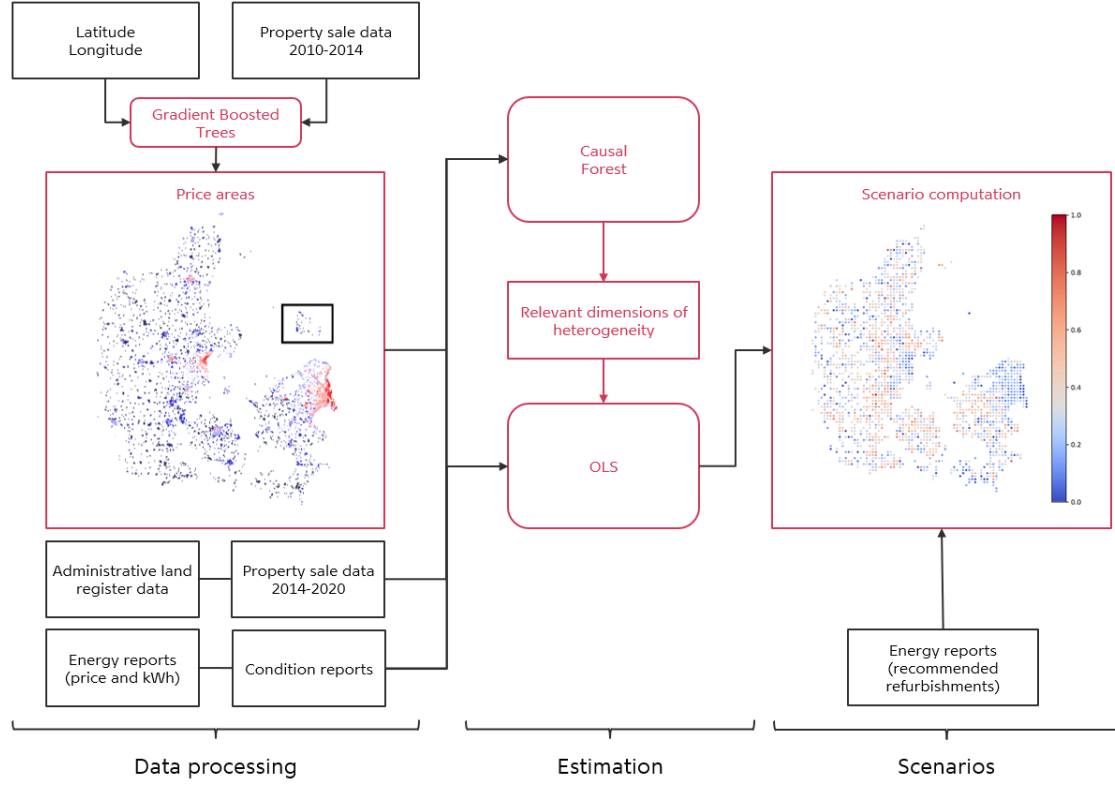 Latitude
Longitude
Property sale data
2010-2014
Gradient Boosted
Trees
Price areas
Administrative land
register data
Property sale data
2014-2020
Energy reports
(price and kWh)
Condition reports
Data processing
Causal
Forest
Relevant dimensions of
heterogeneity
OLS
Estimation
Scenario computation
1.0
0.8
0.6
0.4
0.2
0.0
Energy reports
(recommended
refurbishments)
Scenarios